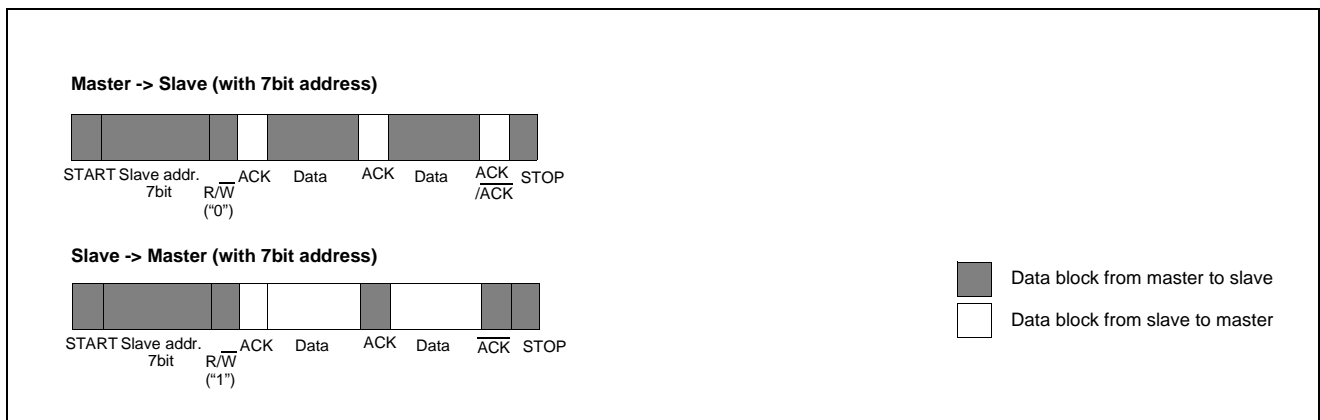 Master -> Slave (with 7bit address)
START Slave addr. 7bit R/W̅ (“0”) ACK Data ACK Data ACK /A̅C̅K̅ STOP
Slave -> Master (with 7bit address)
START Slave addr. 7bit R/W̅ (“1”) ACK Data ACK Data A̅C̅K̅ STOP
Data block from master to slave
Data block from slave to master